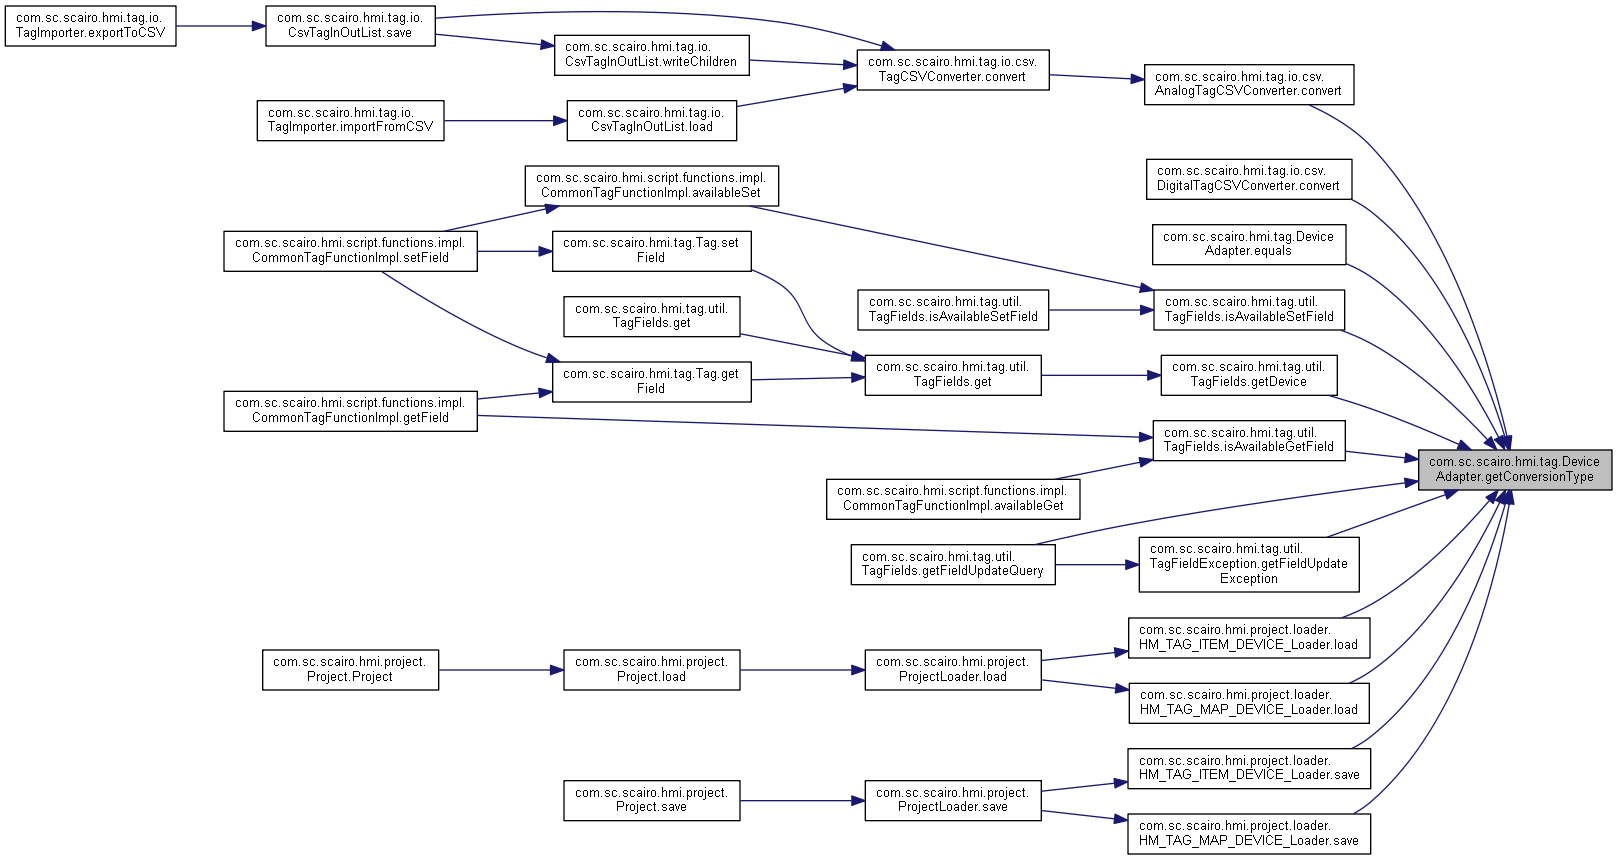 com.sc.scairo.hmi.tag.io.
TagImporter.exportToCSV
com.sc.scairo.hmi.tag.io.
CsvTagInOutList.save
com.sc.scairo.hmi.tag.io.
CsvTagInOutList.writeChildren
com.sc.scairo.hmi.tag.io.csv.
TagCSVConverter.convert
com.sc.scairo.hmi.tag.io.csv.
AnalogTagCSVConverter.convert
com.sc.scairo.hmi.tag.io.
TagImporter.importFromCSV
com.sc.scairo.hmi.tag.io.
CsvTagInOutList.load
com.sc.scairo.hmi.script.functions.impl.
CommonTagFunctionImpl.availableSet
com.sc.scairo.hmi.tag.io.csv.
DigitalTagCSVConverter.convert
com.sc.scairo.hmi.script.functions.impl.
CommonTagFunctionImpl.setField
com.sc.scairo.hmi.tag.Tag.set
Field
com.sc.scairo.hmi.tag.Device
Adapter.equals
com.sc.scairo.hmi.tag.util.
TagFields.get
com.sc.scairo.hmi.tag.util.
TagFields.isAvailableSetField
com.sc.scairo.hmi.tag.util.
TagFields.isAvailableSetField
com.sc.scairo.hmi.tag.Tag.get
Field
com.sc.scairo.hmi.tag.util.
TagFields.get
com.sc.scairo.hmi.tag.util.
TagFields.getDevice
com.sc.scairo.hmi.script.functions.impl.
CommonTagFunctionImpl.getField
com.sc.scairo.hmi.tag.util.
TagFields.isAvailableGetField
com.sc.scairo.hmi.tag.Device
Adapter.getConversionType
com.sc.scairo.hmi.script.functions.impl.
CommonTagFunctionImpl.availableGet
com.sc.scairo.hmi.tag.util.
TagFields.getFieldUpdateQuery
com.sc.scairo.hmi.tag.util.
TagFieldException.getFieldUpdate
Exception
com.sc.scairo.hmi.project.loader.
HM_TAG_ITEM_DEVICE_Loader.load
com.sc.scairo.hmi.project.
Project.Project
com.sc.scairo.hmi.project.
Project.load
com.sc.scairo.hmi.project.
ProjectLoader.load
com.sc.scairo.hmi.project.loader.
HM_TAG_MAP_DEVICE_Loader.load
com.sc.scairo.hmi.project.loader.
HM_TAG_ITEM_DEVICE_Loader.save
com.sc.scairo.hmi.project.
Project.save
com.sc.scairo.hmi.project.
ProjectLoader.save
com.sc.scairo.hmi.project.loader.
HM_TAG_MAP_DEVICE_Loader.save